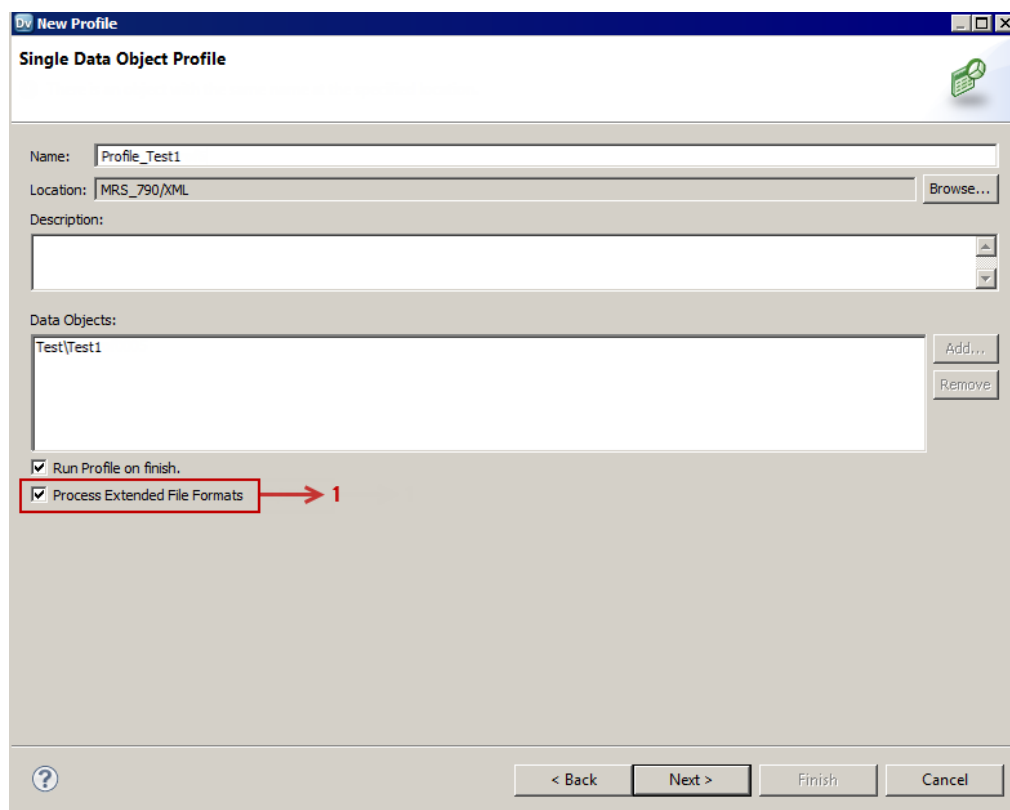 Dv New Profile
Single Data Object Profile
Name: Profile_Test1
Location: MRS_790/XML Browse...
Description:
Data Objects:
Test\Test1
Add...
Remove
Run Profile on finish.
Process Extended File Formats 1
? < Back Next > Finish Cancel